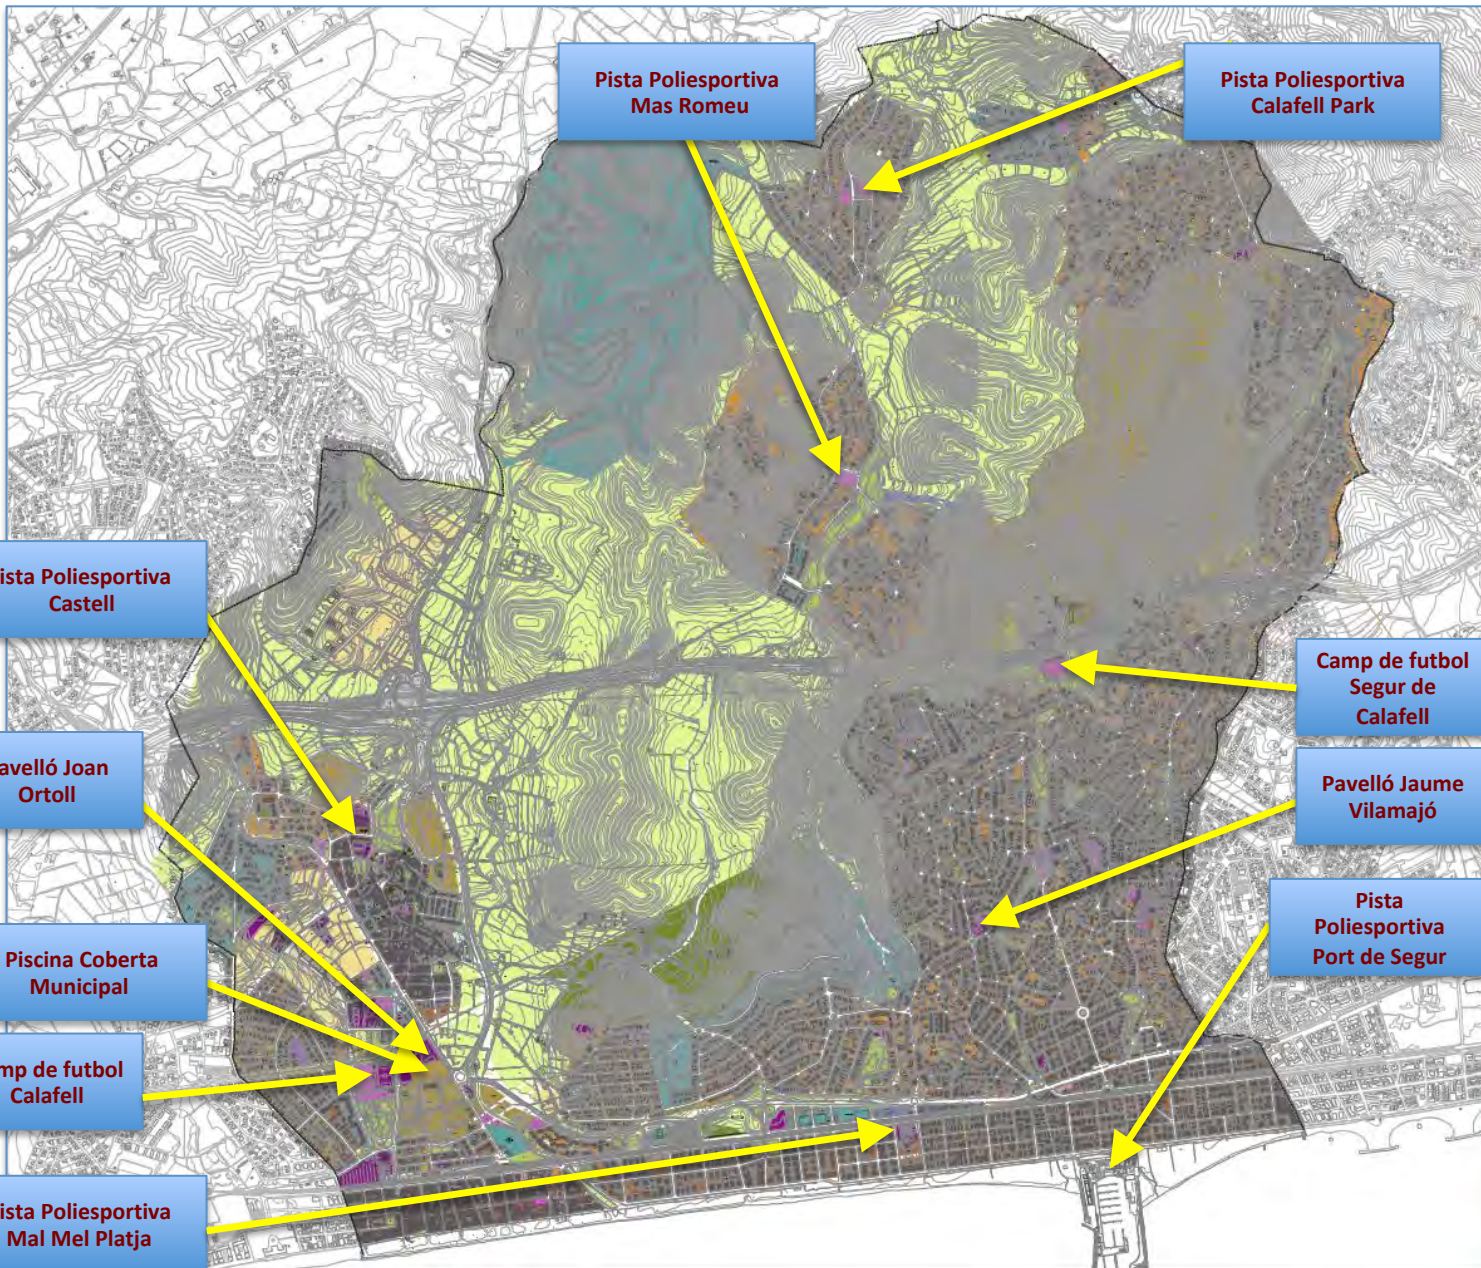 Pista Poliesportiva
Mas Romeu
Pista Poliesportiva
Calafell Park
ista Poliesportiva
Castell
Camp de futbol
Segur de
Calafell
avelló Joan
Ortoll
Pavelló Jaume
Vilamajó
Pista
Poliesportiva
Port de Segur
Piscina Coberta
Municipal
mp de futbol
Calafell
ista Poliesportiva
Mal Mel Platja